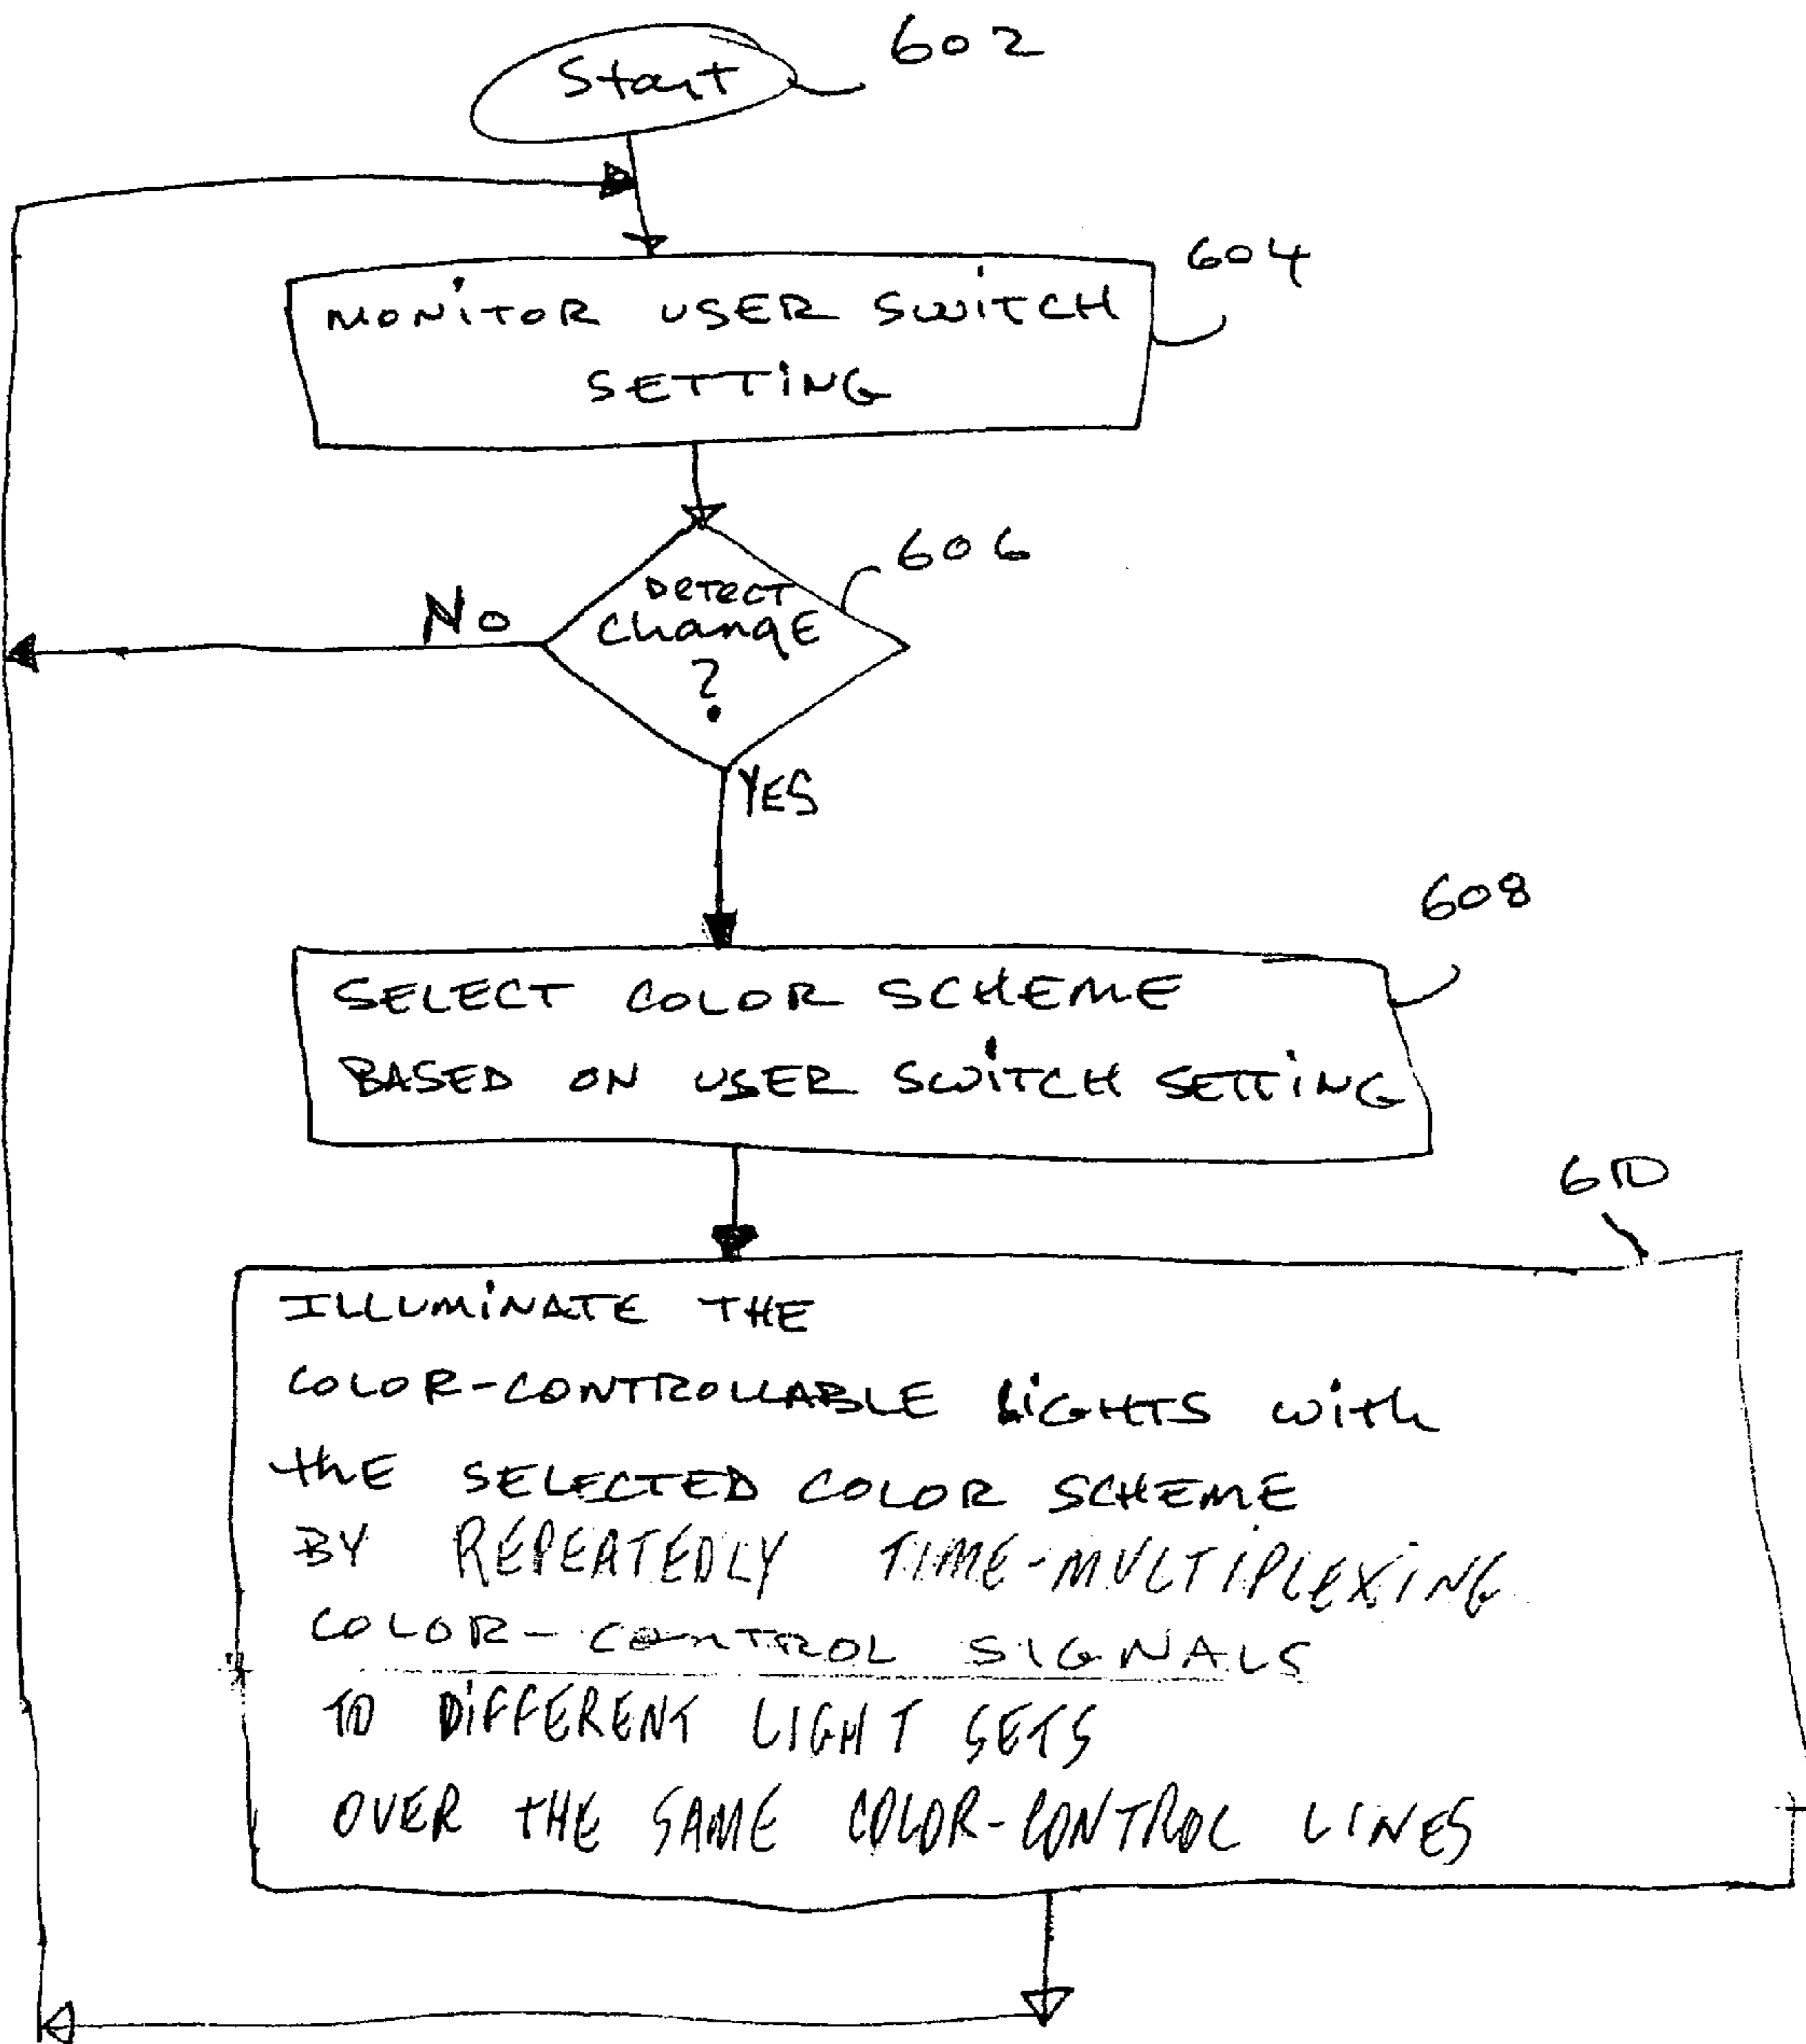 Start
602
MONITOR USER SWITCH
SETTING
604
DETECT
ChangE
?
606
No
YES
608
SELECT COLOR SCHEME
BASED ON USER SWITCH SETTING
610
ILLUMINATE THE
COLOR-CONTROLLABLE LIGHTS with
thE SELECTED COLOR SCHEME
BY REPEATEDLY TIME-MULTIPLEXING
COLOR-CONTROL SIGNALS
TO DIFFERENT LIGHT SETS
OVER THE SAME COLOR-CONTROL LINES